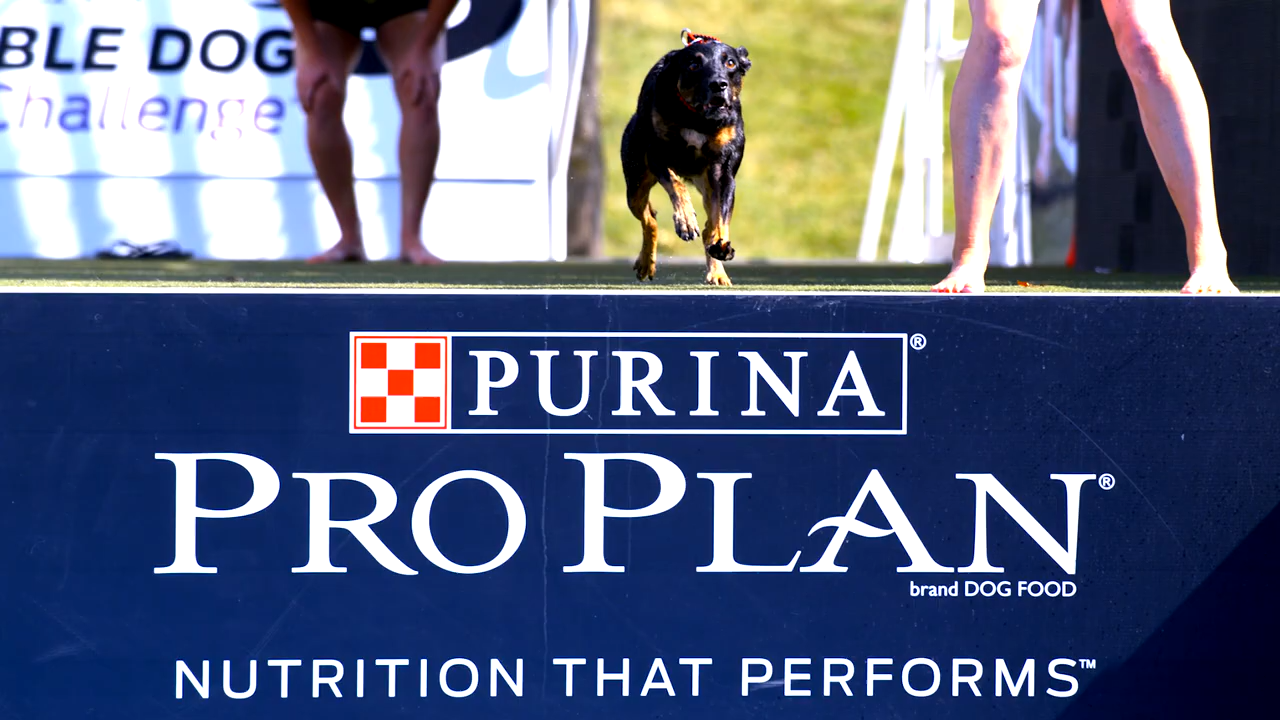 BLE DOG
Challenge
PURINA®
PRO PLAN®
brand DOG FOOD
NUTRITION THAT PERFORMS™